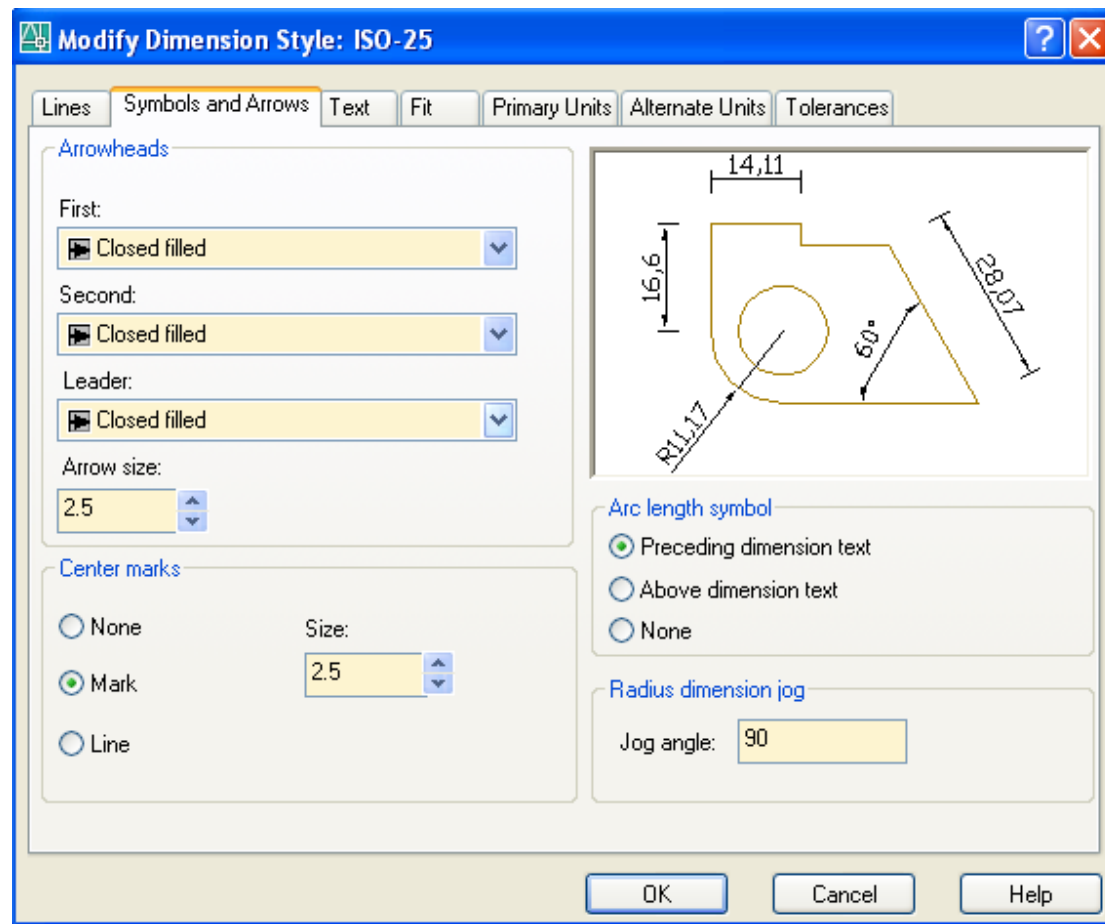 Modify Dimension Style: ISO-25
Lines Symbols and Arrows Text Fit Primary Units Alternate Units Tolerances
Arrowheads
First:
Closed filled
Second:
Closed filled
Leader:
Closed filled
Arrow size:
2.5
Center marks
None
Mark
Line
Size:
2.5
14,11
16,6
28,07
60°
R11,17
Arc length symbol
Preceding dimension text
Above dimension text
None
Radius dimension jog
Jog angle: 90
OK Cancel Help